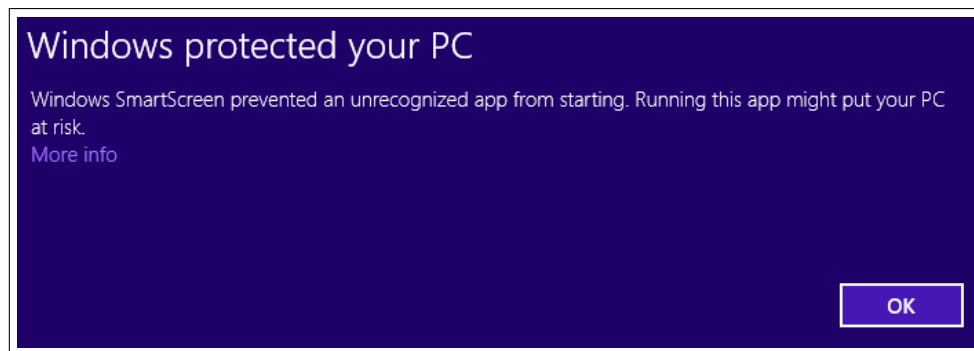 Windows protected your PC
Windows SmartScreen prevented an unrecognized app from starting. Running this app might put your PC
at risk.
More info
OK